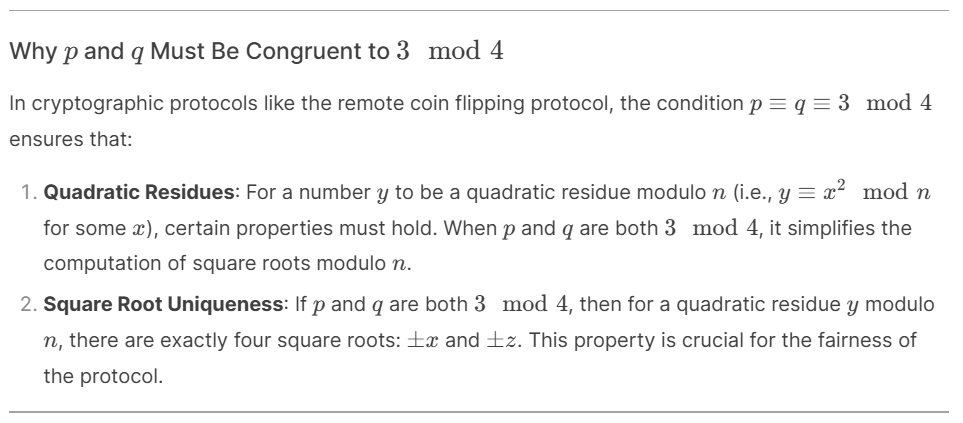 Why p and q Must Be Congruent to 3 mod 4
In cryptographic protocols like the remote coin flipping protocol, the condition p ≡ q ≡ 3 mod 4
ensures that:
1. Quadratic Residues: For a number y to be a quadratic residue modulo n (i.e., y ≡ x² mod n
for some x), certain properties must hold. When p and q are both 3 mod 4, it simplifies the
computation of square roots modulo n.
2. Square Root Uniqueness: If p and q are both 3 mod 4, then for a quadratic residue y modulo
n, there are exactly four square roots: ±x and ±z. This property is crucial for the fairness of
the protocol.